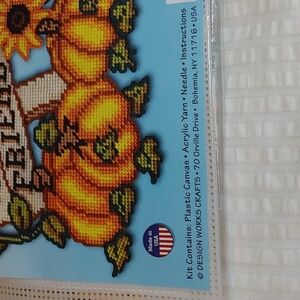 FRIEND
Made in
USA
Kit Contains: Plastic Canvas • Acrylic Yarn • Needle • Instructions
© DESIGN WORKS CRAFTS • 70 Orville Drive • Bohemia, NY 11716 • USA